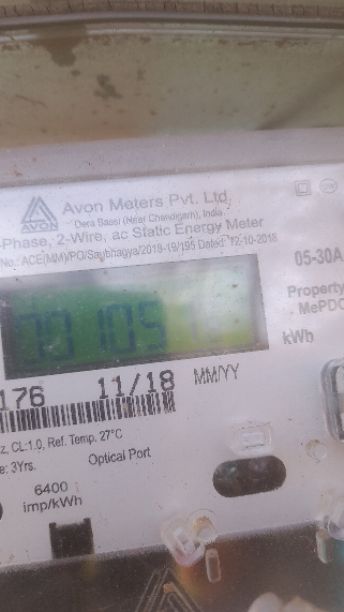 Avon Meters Pvt. Ltd.
Dera Bassi (Near Chandigarh), India
AVON
-Phase, 2-Wire, ac Static Energy Meter
No.: ACE(MM)/PO/Saubhagya/2018-19/195 Dated: 12-10-2018
05-30A
Property
MePDC
kWh
176 11/18 MM/YY
z, CL:1.0, Ref. Temp. 27°C
e: 3Yrs. Optical Port
6400
imp/kWh